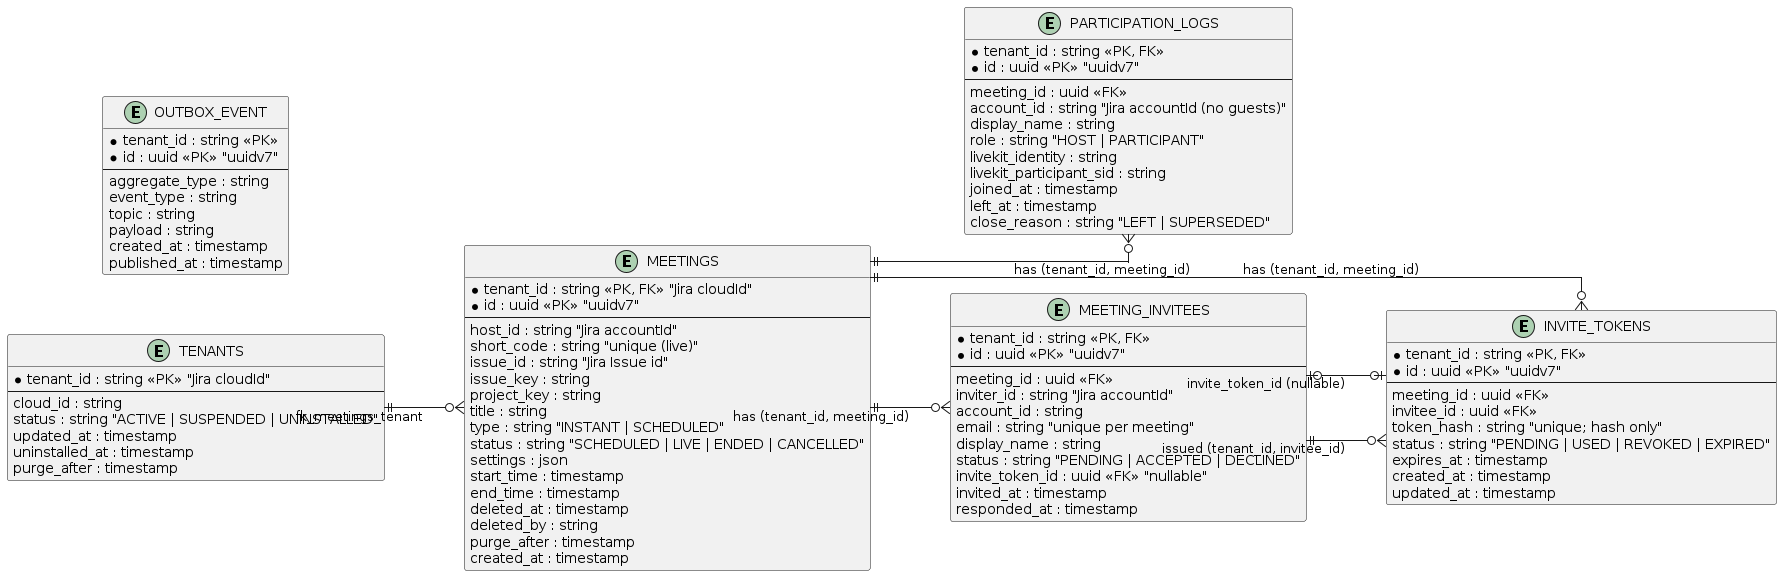 E PARTICIPATION_LOGS
tenant_id : string «PK, FK»
id : uuid «PK» "uuidv7"
meeting_id : uuid «FK»
account_id : string "Jira accountId (no guests)"
display_name : string
role : string "HOST | PARTICIPANT"
livekit_identity : string
livekit_participant_sid : string
joined_at : timestamp
left_at : timestamp
close_reason : string "LEFT | SUPERSEDED"
E OUTBOX_EVENT
tenant_id : string «PK»
id : uuid «PK» "uuidv7"
aggregate_type : string
event_type : string
topic : string
payload : string
created_at : timestamp
published_at : timestamp
E MEETINGS
tenant_id : string «PK, FK» "Jira cloudId"
id : uuid «PK» "uuidv7"
host_id : string "Jira accountId"
short_code : string "unique (live)"
issue_id : string "Jira Issue id"
issue_key : string
project_key : string
title : string
type : string "INSTANT | SCHEDULED"
status : string "SCHEDULED | LIVE | ENDED | CANCELLED"
settings : json
start_time : timestamp
end_time : timestamp
deleted_at : timestamp
deleted_by : string
purge_after : timestamp
created_at : timestamp
has (tenant_id, meeting_id)
has (tenant_id, meeting_id)
E TENANTS
tenant_id : string «PK» "Jira cloudId"
cloud_id : string
status : string "ACTIVE | SUSPENDED | UNINSTALLED"
updated_at : timestamp
uninstalled_at : timestamp
purge_after : timestamp
fk_meetings_tenant
has (tenant_id, meeting_id)
E MEETING_INVITEES
tenant_id : string «PK, FK»
id : uuid «PK» "uuidv7"
meeting_id : uuid «FK»
inviter_id : string "Jira accountId"
account_id : string
email : string "unique per meeting"
display_name : string
status : string "PENDING | ACCEPTED | DECLINED"
invite_token_id : uuid «FK» "nullable"
invited_at : timestamp
responded_at : timestamp
invite_token_id (nullable)
issued (tenant_id, invitee_id)
E INVITE_TOKENS
tenant_id : string «PK, FK»
id : uuid «PK» "uuidv7"
meeting_id : uuid «FK»
invitee_id : uuid «FK»
token_hash : string "unique; hash only"
status : string "PENDING | USED | REVOKED | EXPIRED"
expires_at : timestamp
created_at : timestamp
updated_at : timestamp